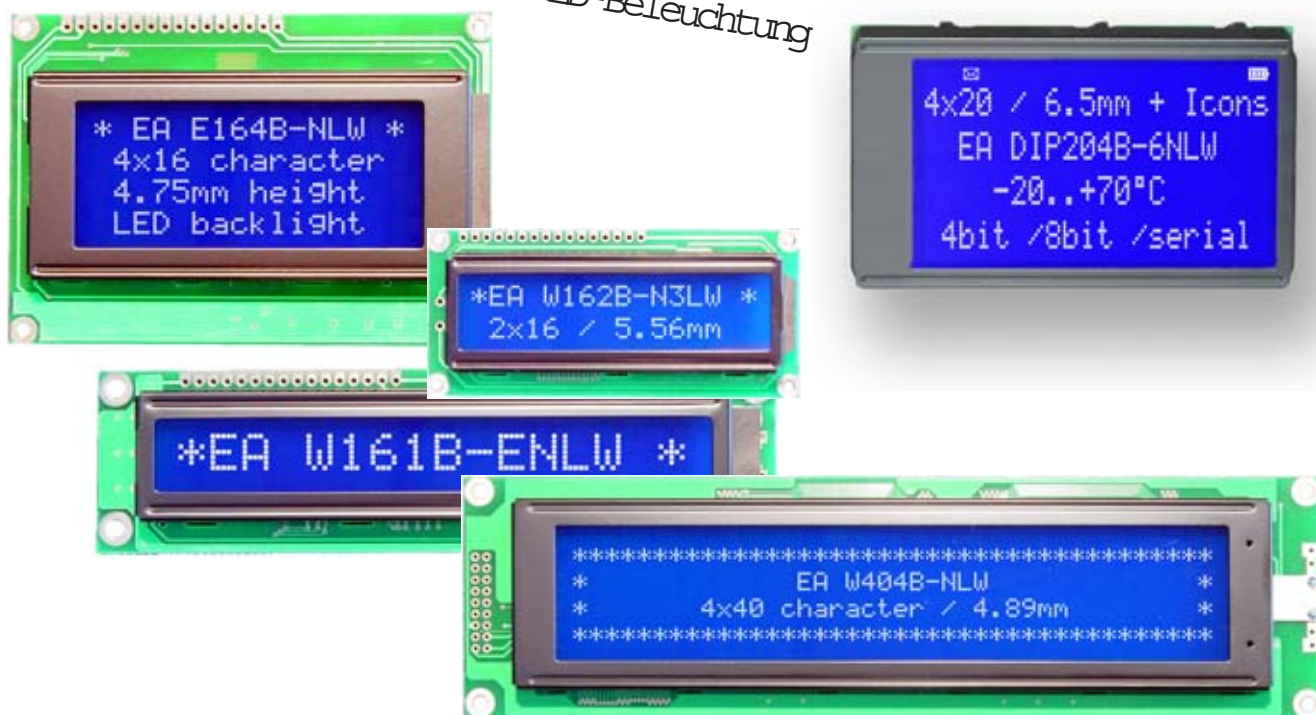 Beleuchtung
* EA E164B-NLW *
4x16 character
4.75mm height
LED backlight
4x20 / 6.5mm + Icons
EA DIP204B-6NLW
-20..+70°C
4bit /8bit /serial
*EA W162B-N3LW *
2x16 / 5.56mm
*EA W161B-ENLW *
****************************************
* EA W404B-NLW *
* 4x40 character / 4.89mm *
****************************************